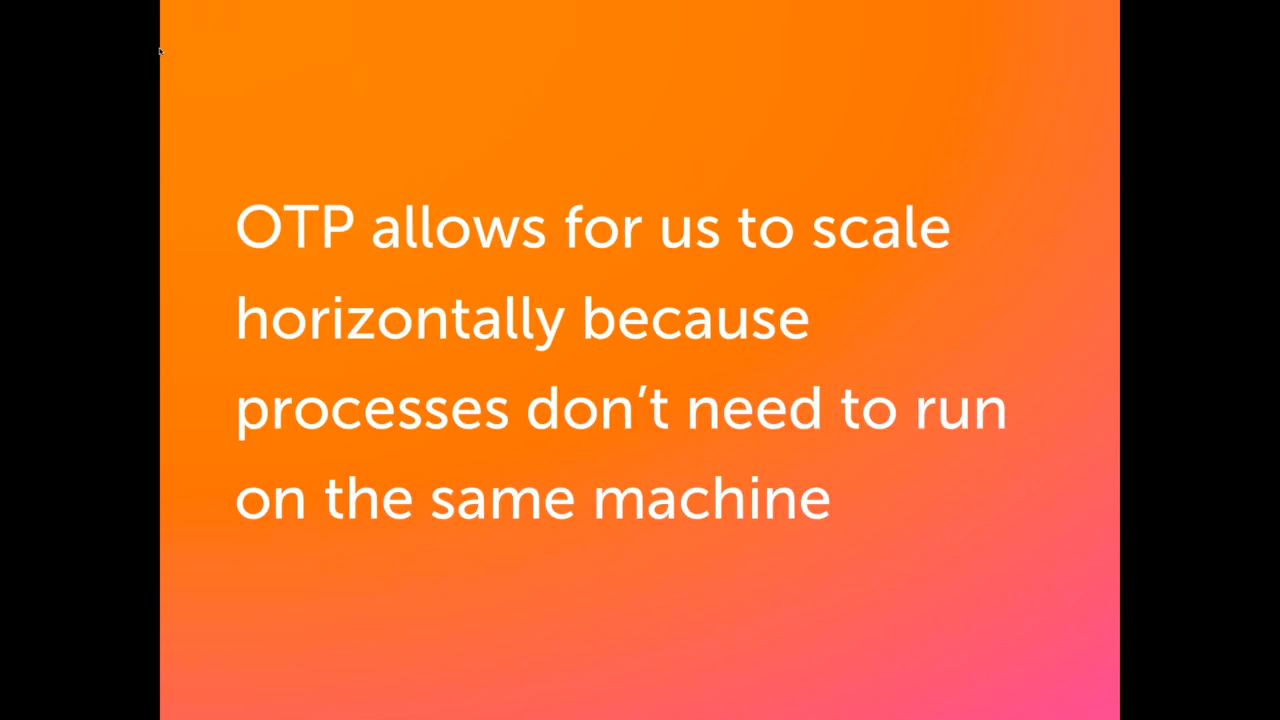 OTP allows for us to scale
horizontally because
processes don’t need to run
on the same machine